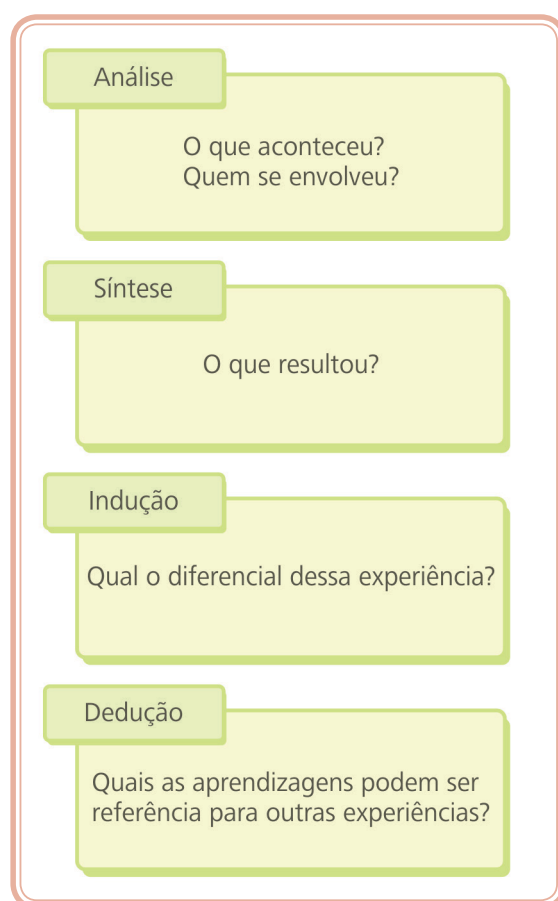 Análise
O que aconteceu?
Quem se envolveu?
Síntese
O que resultou?
Indução
Qual o diferencial dessa experiência?
Dedução
Quais as aprendizagens podem ser
referência para outras experiências?